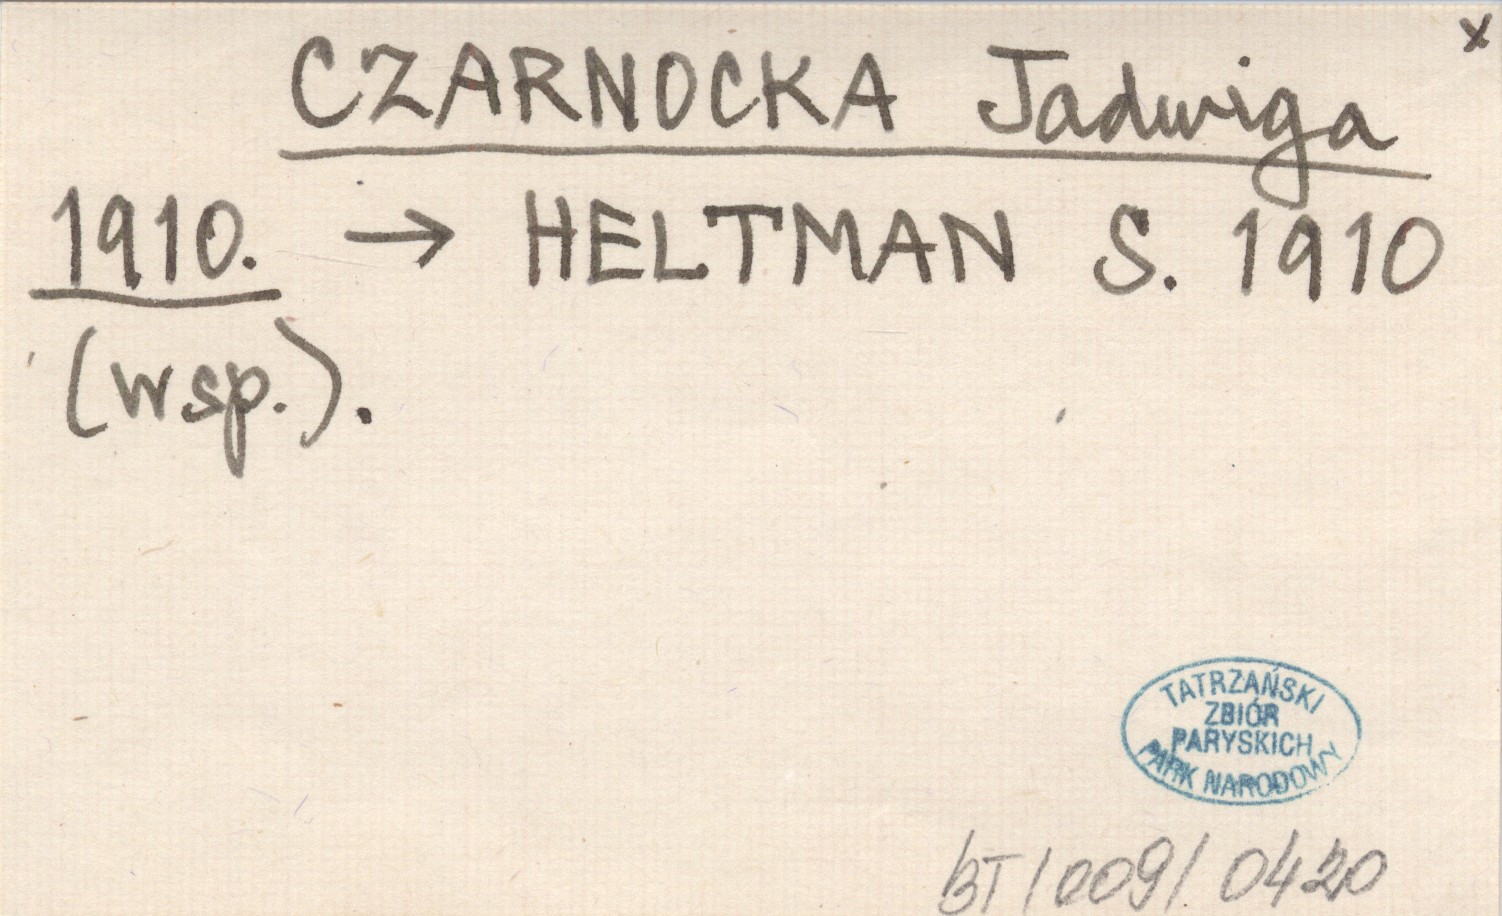 x
CZARNOCKA Jadwiga
1910. → HELTMAN S. 1910
(wsp.).
TATRZAŃSKI
ZBIÓR
PARYSKICH
PARK NARODOWY
BT/009/0420